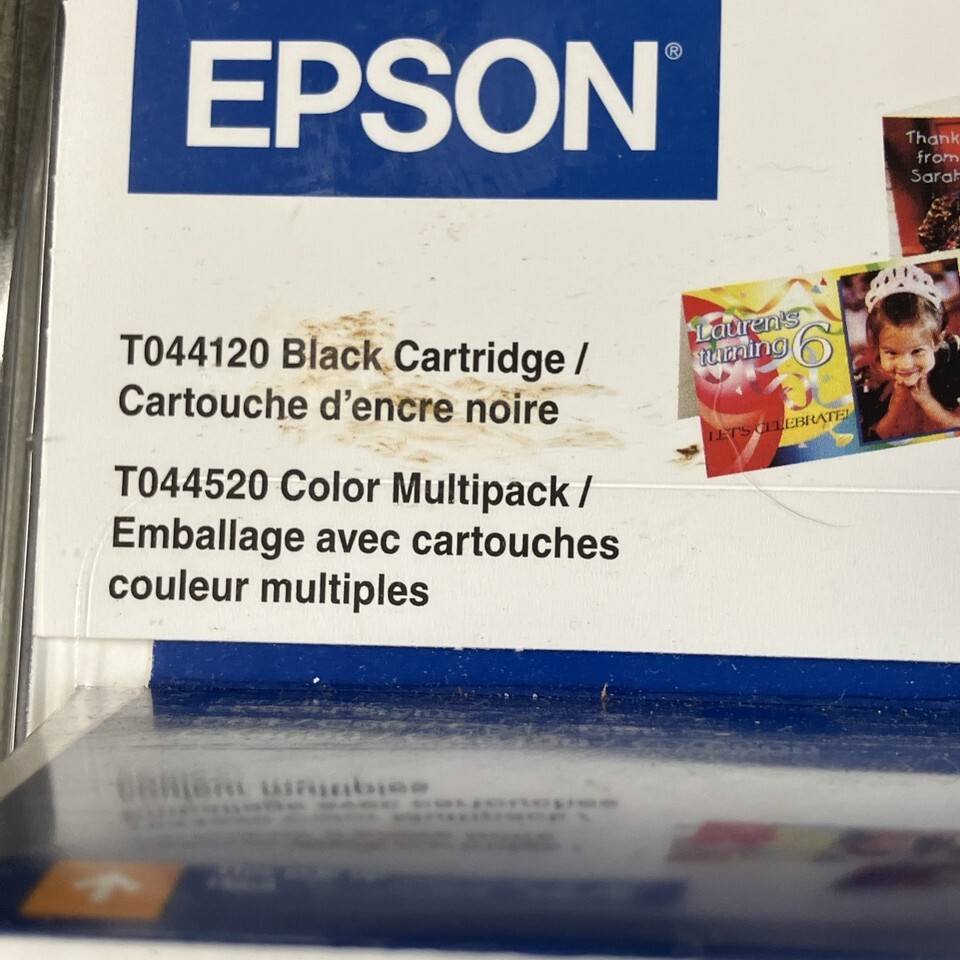 EPSON®
Thank
from
Sarah
Lauren's
turning 6
LET'S CELEBRATE!
T044120 Black Cartridge /
Cartouche d'encre noire
T044520 Color Multipack /
Emballage avec cartouches
couleur multiples